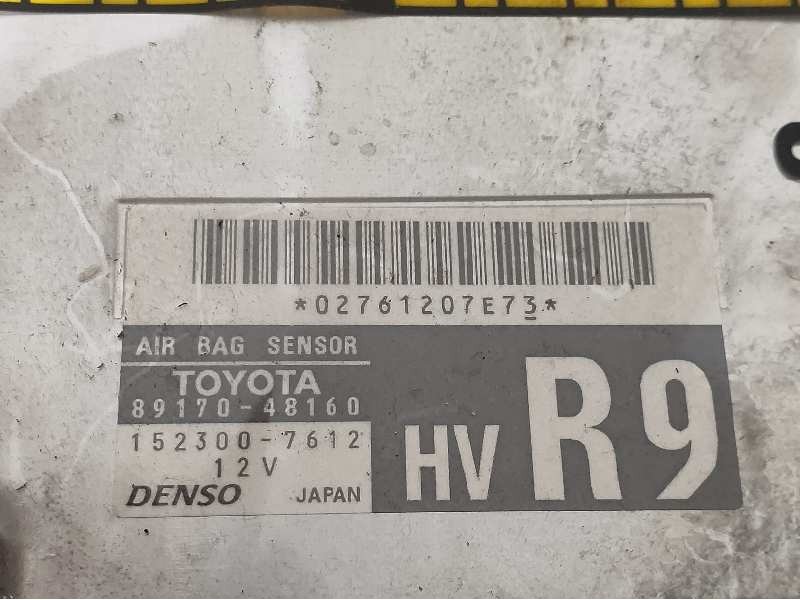 *02761207E73*
AIR BAG SENSOR
TOYOTA
89170-48160
152300-7612
12V
DENSO JAPAN
HV R9